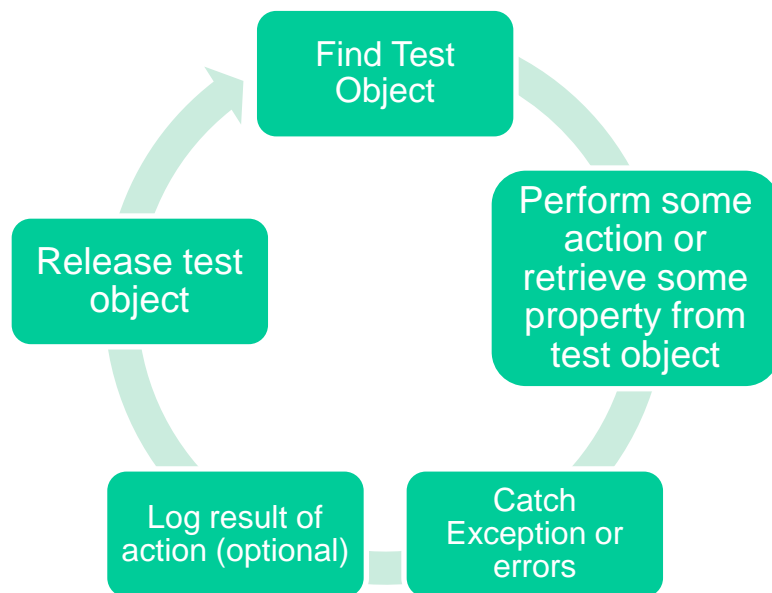 Find Test
Object
Perform some
action or
retrieve some
property from
test object
Catch
Exception or
errors
Log result of
action (optional)
Release test
object